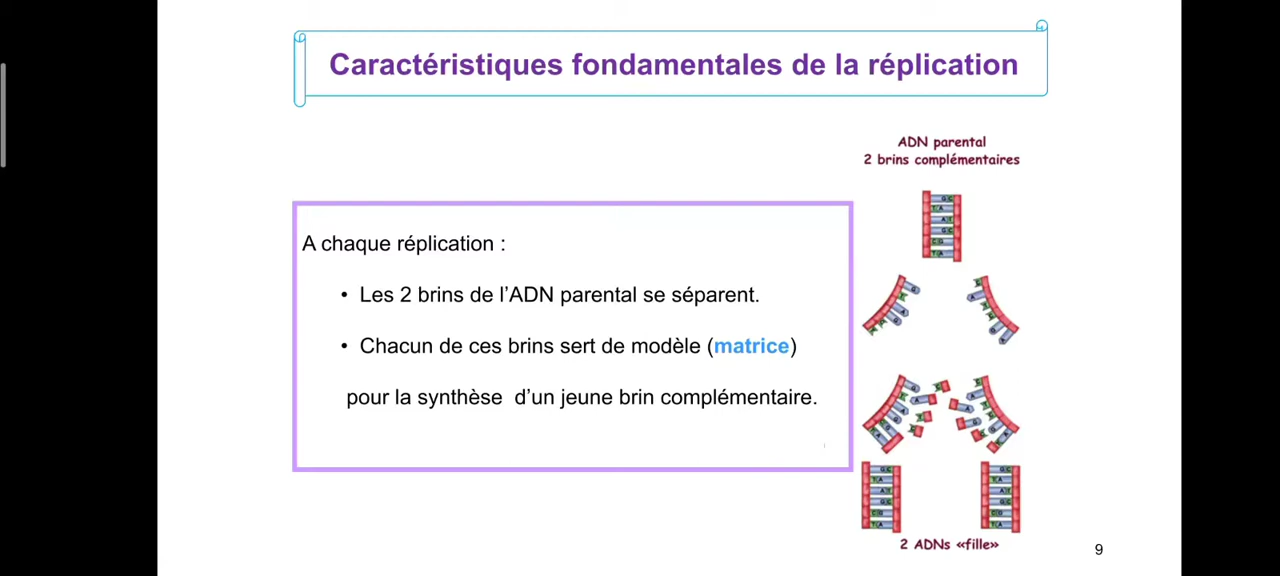 Caractéristiques fondamentales de la réplication
ADN parental
2 brins complémentaires
A chaque réplication :
• Les 2 brins de l'ADN parental se séparent.
• Chacun de ces brins sert de modèle (matrice)
pour la synthèse d'un jeune brin complémentaire.
2 ADNs «fille»
9